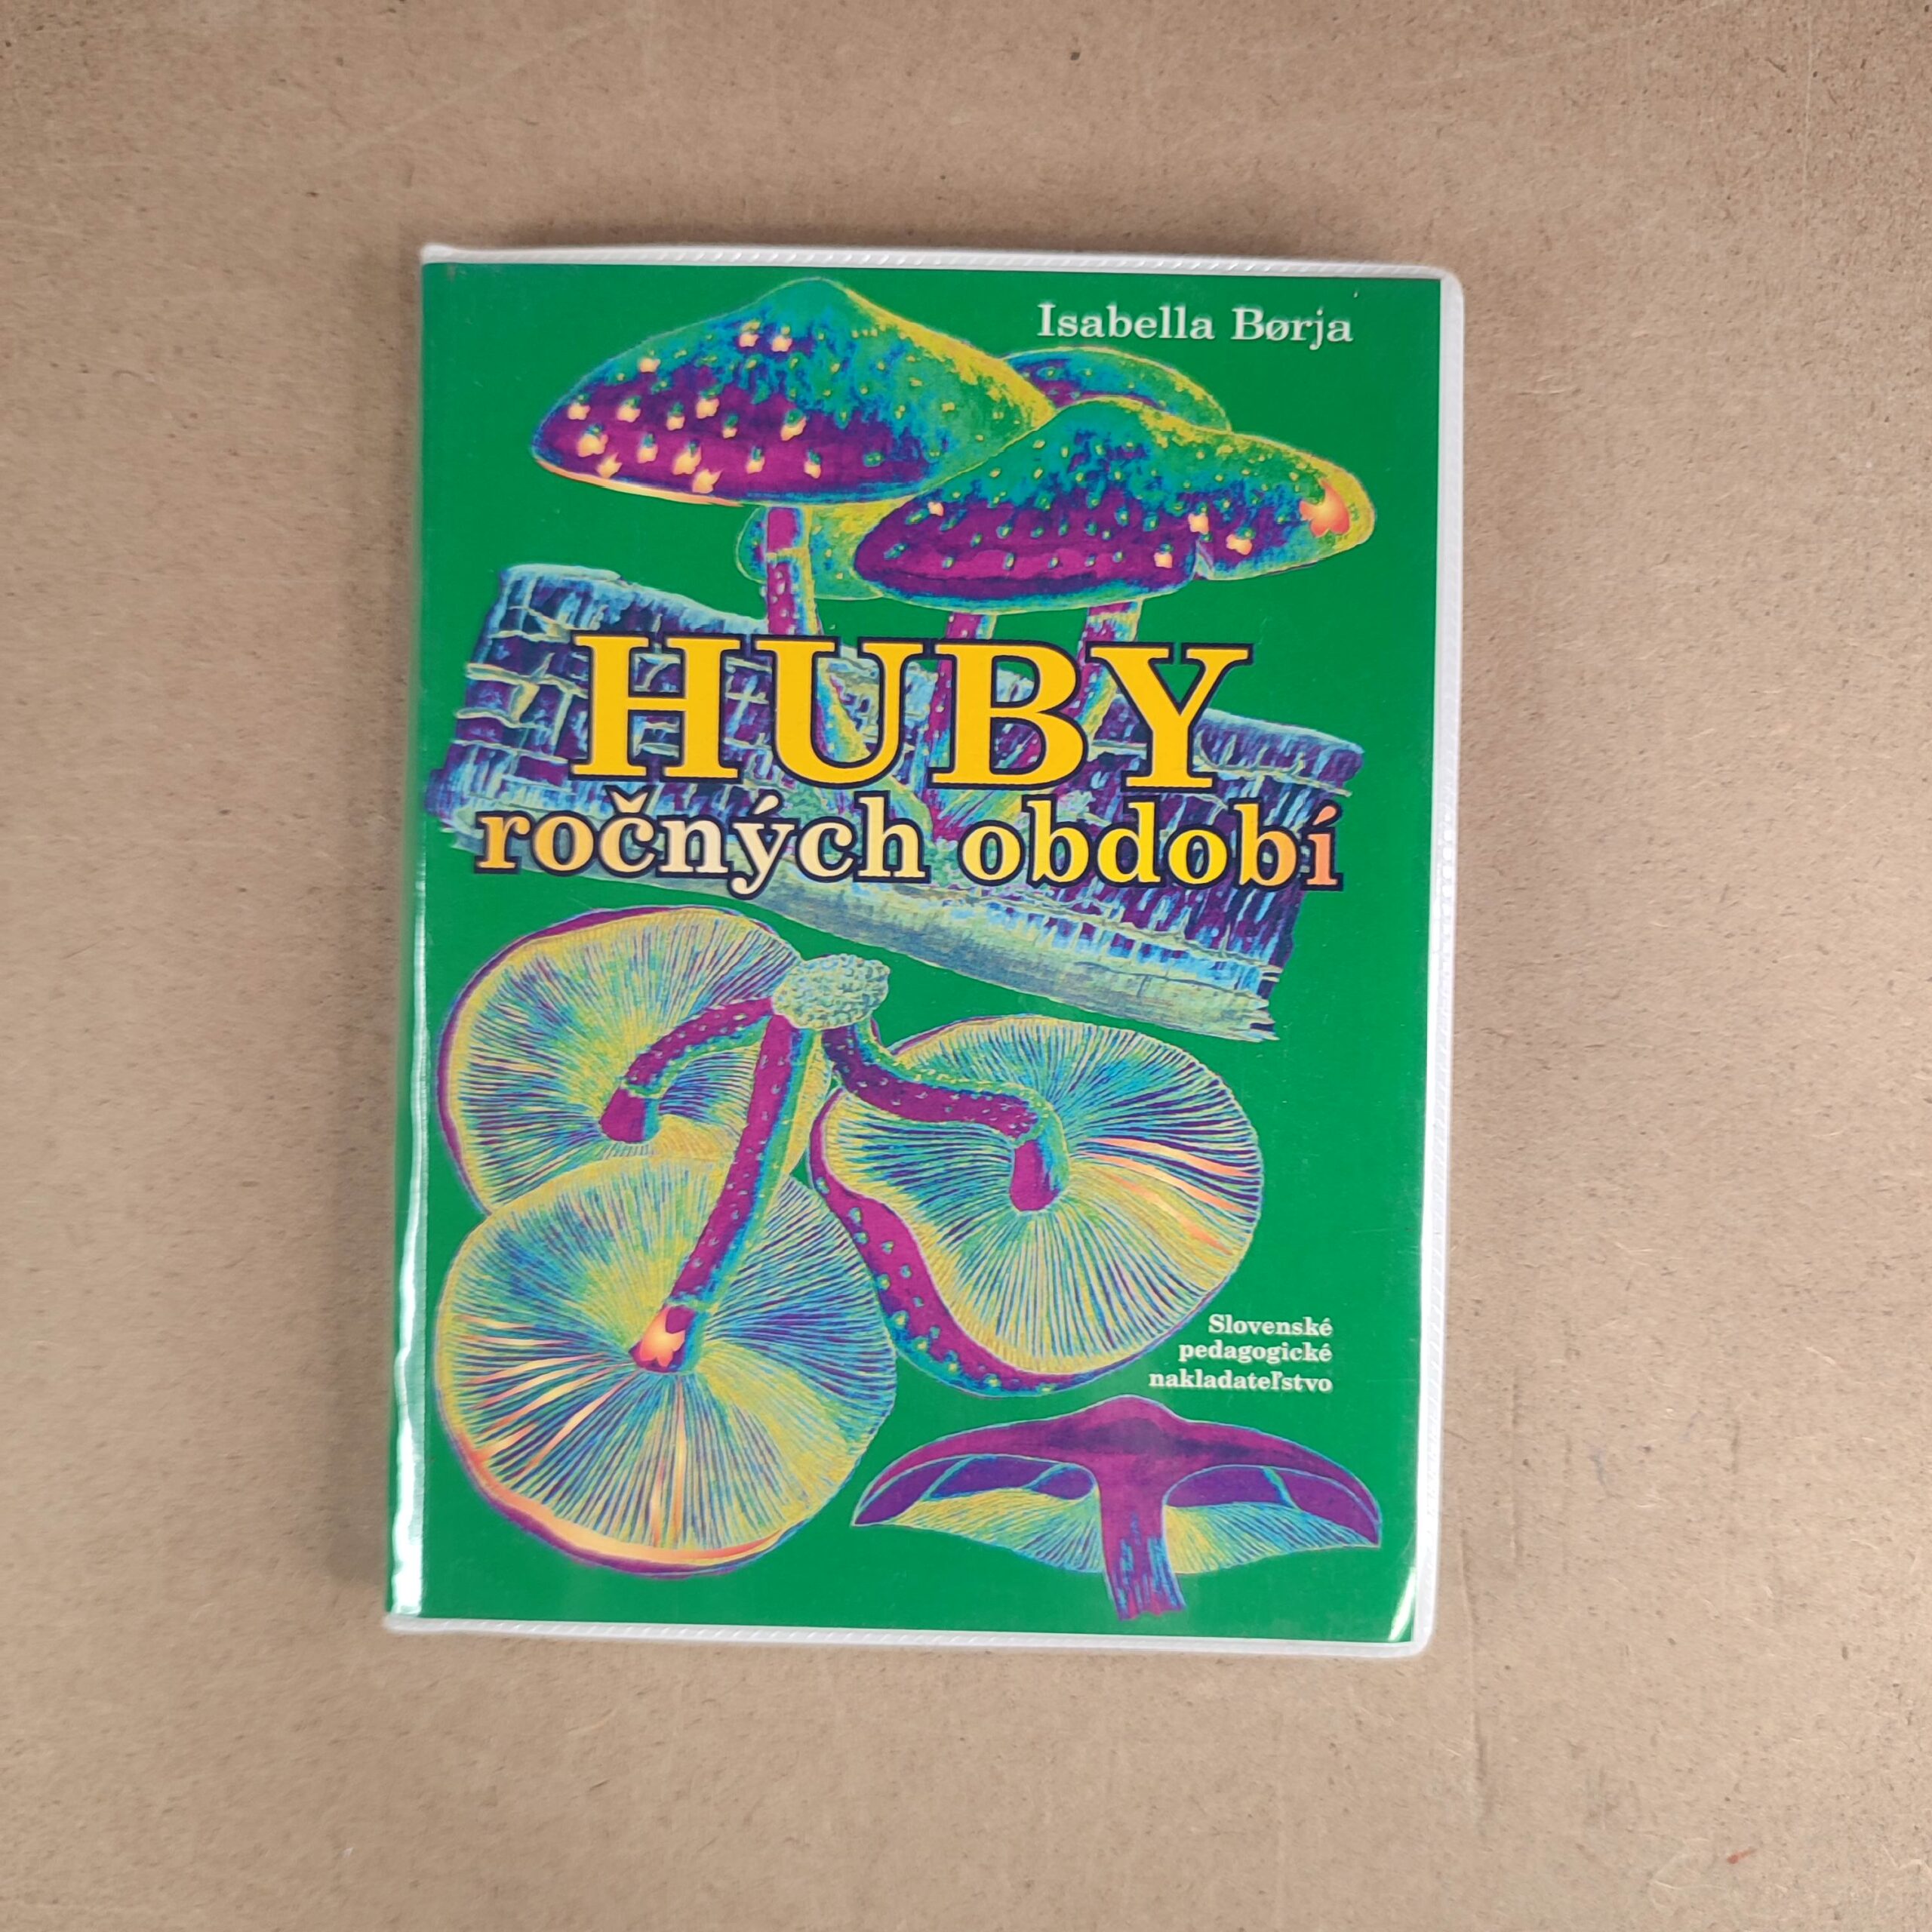 Isabella Børja
HUBY
ročných období
Slovenské
pedagogické
nakladateľstvo